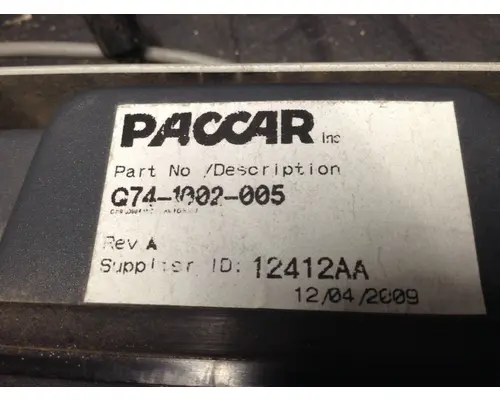 PACCAR Inc
Part No /Description
Q74-1002-005
Rev A
Supplier ID: 12412AA
12/04/2009